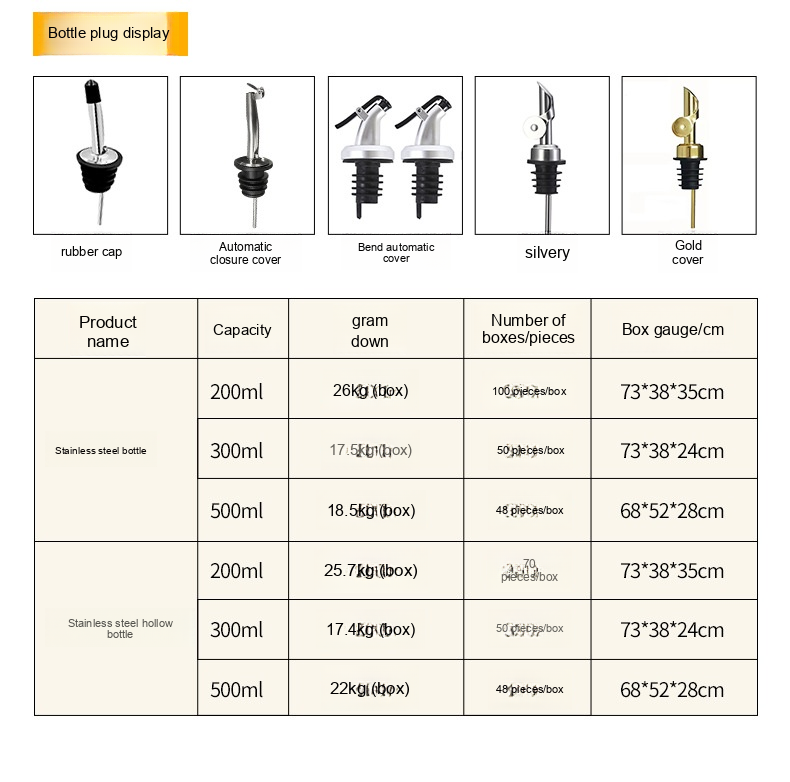 Bottle plug display
rubber cap
Automatic
closure cover
Bend automatic
cover
silvery
Gold
cover
Product
name
Capacity
gram
down
Number of
boxes/pieces
Box gauge/cm
Stainless steel bottle
200ml
26kg (box)
100 pieces/box
73*38*35cm
300ml
17.5kg (box)
50 pieces/box
73*38*24cm
500ml
18.5kg (box)
48 pieces/box
68*52*28cm
Stainless steel hollow
bottle
200ml
25.7kg (box)
70
pieces/box
73*38*35cm
300ml
17.4kg (box)
50 pieces/box
73*38*24cm
500ml
22kg (box)
48 pieces/box
68*52*28cm